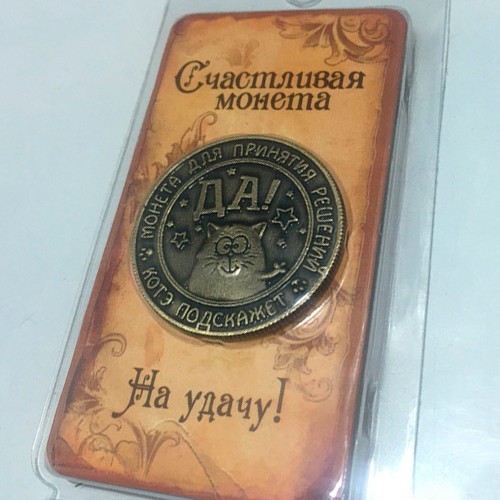 Счастливая
монета
МОНЕТА ДЛЯ ПРИНЯТИЯ РЕШЕНИЙ
ДА!
КОТЭ ПОДСКАЖЕТ
На удачу!